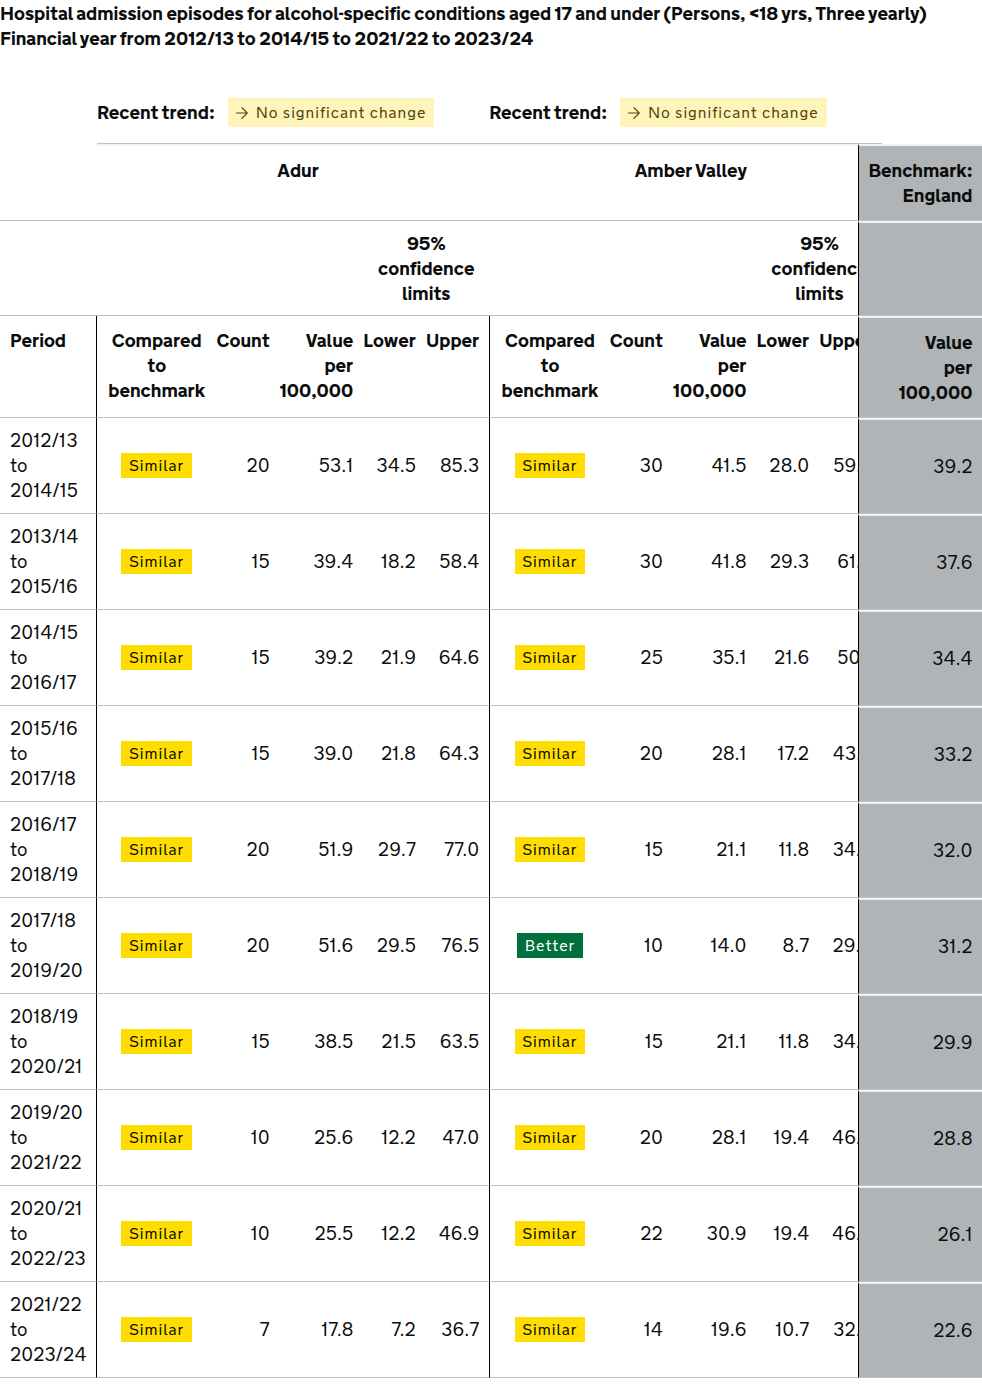 Hospital admission episodes for alcohol-specific conditions aged 17 and under (Persons, <18 yrs, Three yearly)
Financial year from 2012/13 to 2014/15 to 2021/22 to 2023/24
Recent trend: → No significant change Recent trend: → No significant change
Adur Amber Valley Benchmark: England
95% confidence limits 95% confidenc limits
Period Compared to benchmark Count Value per 100,000 Lower Upper Compared to benchmark Count Value per 100,000 Lower Uppe Value per 100,000
2012/13 to 2014/15 Similar 20 53.1 34.5 85.3 Similar 30 41.5 28.0 59 39.2
2013/14 to 2015/16 Similar 15 39.4 18.2 58.4 Similar 30 41.8 29.3 61. 37.6
2014/15 to 2016/17 Similar 15 39.2 21.9 64.6 Similar 25 35.1 21.6 50 34.4
2015/16 to 2017/18 Similar 15 39.0 21.8 64.3 Similar 20 28.1 17.2 43. 33.2
2016/17 to 2018/19 Similar 20 51.9 29.7 77.0 Similar 15 21.1 11.8 34. 32.0
2017/18 to 2019/20 Similar 20 51.6 29.5 76.5 Better 10 14.0 8.7 29. 31.2
2018/19 to 2020/21 Similar 15 38.5 21.5 63.5 Similar 15 21.1 11.8 34. 29.9
2019/20 to 2021/22 Similar 10 25.6 12.2 47.0 Similar 20 28.1 19.4 46. 28.8
2020/21 to 2022/23 Similar 10 25.5 12.2 46.9 Similar 22 30.9 19.4 46. 26.1
2021/22 to 2023/24 Similar 7 17.8 7.2 36.7 Similar 14 19.6 10.7 32. 22.6